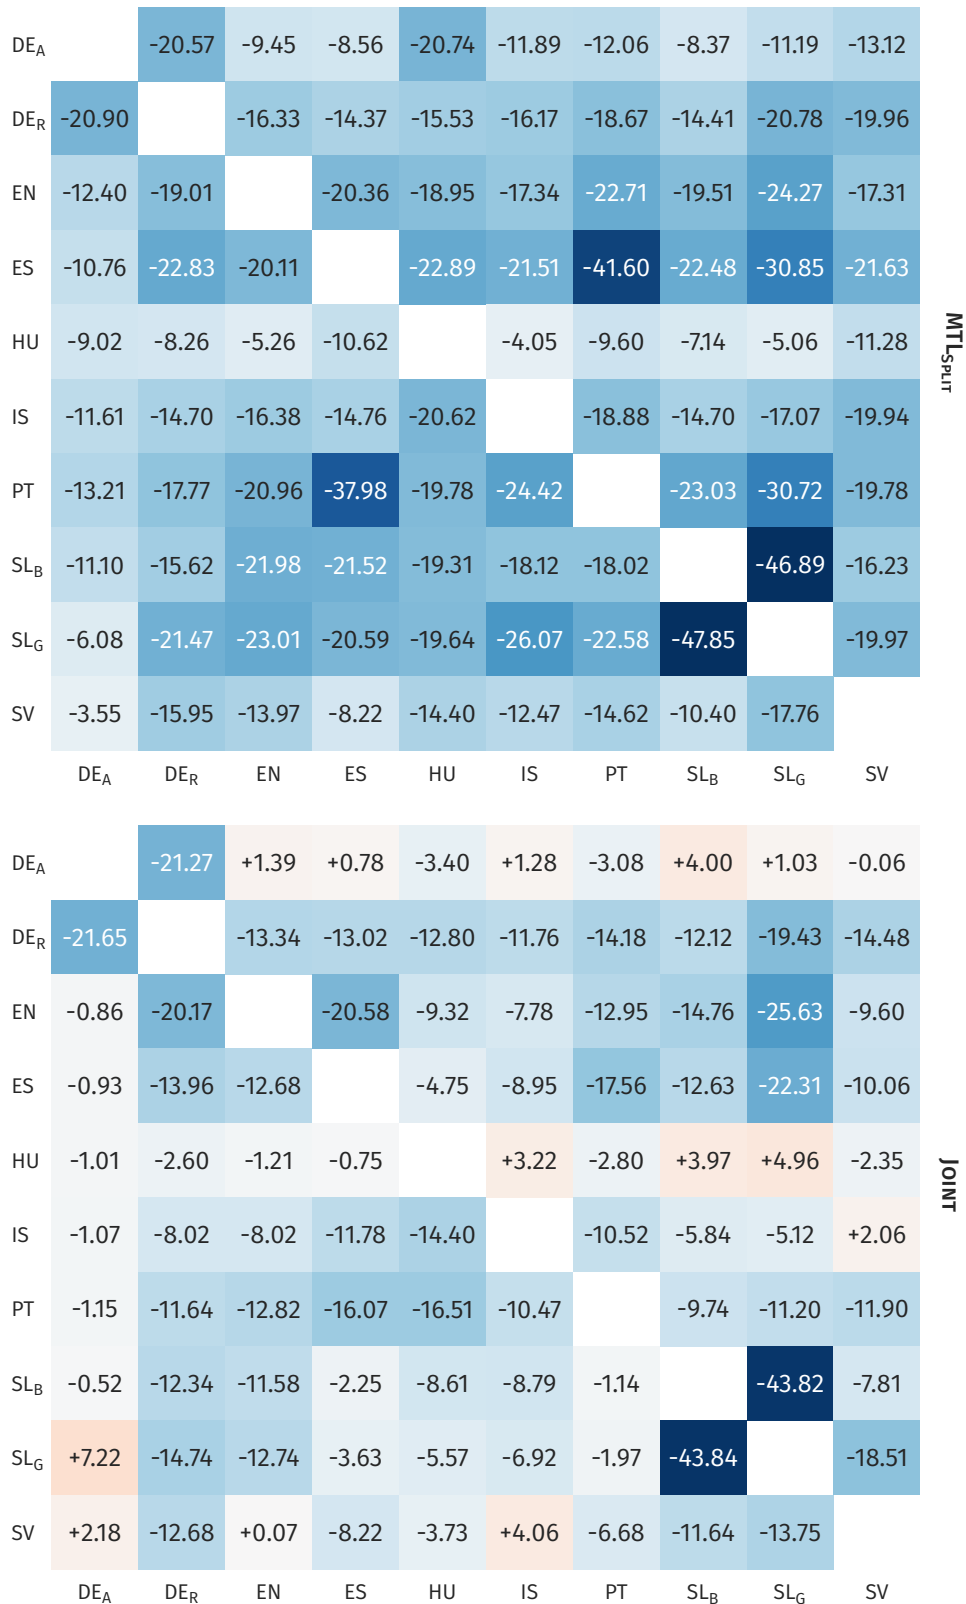 DE_A -20.57 -9.45 -8.56 -20.74 -11.89 -12.06 -8.37 -11.19 -13.12
DE_R -20.90 -16.33 -14.37 -15.53 -16.17 -18.67 -14.41 -20.78 -19.96
EN -12.40 -19.01 -20.36 -18.95 -17.34 -22.71 -19.51 -24.27 -17.31
ES -10.76 -22.83 -20.11 -22.89 -21.51 -41.60 -22.48 -30.85 -21.63
HU -9.02 -8.26 -5.26 -10.62 -4.05 -9.60 -7.14 -5.06 -11.28
IS -11.61 -14.70 -16.38 -14.76 -20.62 -18.88 -14.70 -17.07 -19.94
PT -13.21 -17.77 -20.96 -37.98 -19.78 -24.42 -23.03 -30.72 -19.78
SL_B -11.10 -15.62 -21.98 -21.52 -19.31 -18.12 -18.02 -46.89 -16.23
SL_G -6.08 -21.47 -23.01 -20.59 -19.64 -26.07 -22.58 -47.85 -19.97
SV -3.55 -15.95 -13.97 -8.22 -14.40 -12.47 -14.62 -10.40 -17.76
DE_A DE_R EN ES HU IS PT SL_B SL_G SV
MTL_SPLIT
DE_A -21.27 +1.39 +0.78 -3.40 +1.28 -3.08 +4.00 +1.03 -0.06
DE_R -21.65 -13.34 -13.02 -12.80 -11.76 -14.18 -12.12 -19.43 -14.48
EN -0.86 -20.17 -20.58 -9.32 -7.78 -12.95 -14.76 -25.63 -9.60
ES -0.93 -13.96 -12.68 -4.75 -8.95 -17.56 -12.63 -22.31 -10.06
HU -1.01 -2.60 -1.21 -0.75 +3.22 -2.80 +3.97 +4.96 -2.35
IS -1.07 -8.02 -8.02 -11.78 -14.40 -10.52 -5.84 -5.12 +2.06
PT -1.15 -11.64 -12.82 -16.07 -16.51 -10.47 -9.74 -11.20 -11.90
SL_B -0.52 -12.34 -11.58 -2.25 -8.61 -8.79 -1.14 -43.82 -7.81
SL_G +7.22 -14.74 -12.74 -3.63 -5.57 -6.92 -1.97 -43.84 -18.51
SV +2.18 -12.68 +0.07 -8.22 -3.73 +4.06 -6.68 -11.64 -13.75
DE_A DE_R EN ES HU IS PT SL_B SL_G SV
JOINT